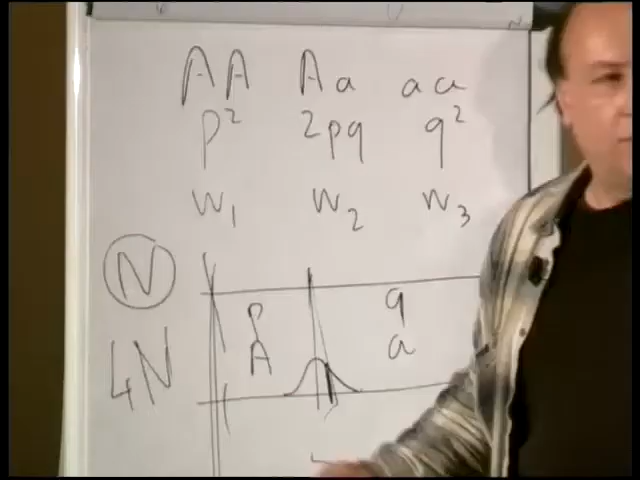 AA Aa aa
p² 2pq q²
W₁ W₂ W₃
N
p q
4N A a